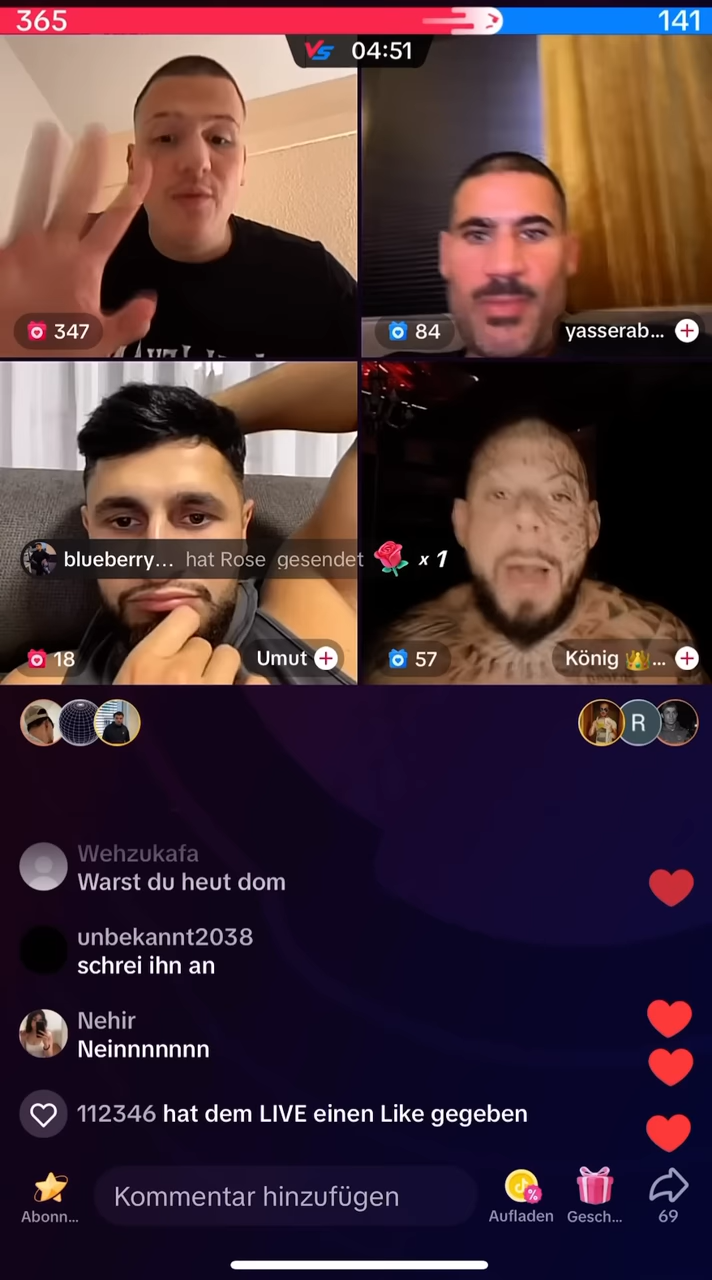 365
141
VS 04:51
347
84
yasserab...
blueberry... hat Rose gesendet x 1
18
Umut
57
König 👑...
R
Wehzukafa
Warst du heut dom
unbekannt2038
schrei ihn an
Nehir
Neinnnnnnn
112346 hat dem LIVE einen Like gegeben
Abonn...
Kommentar hinzufügen
Aufladen
Gesch...
69